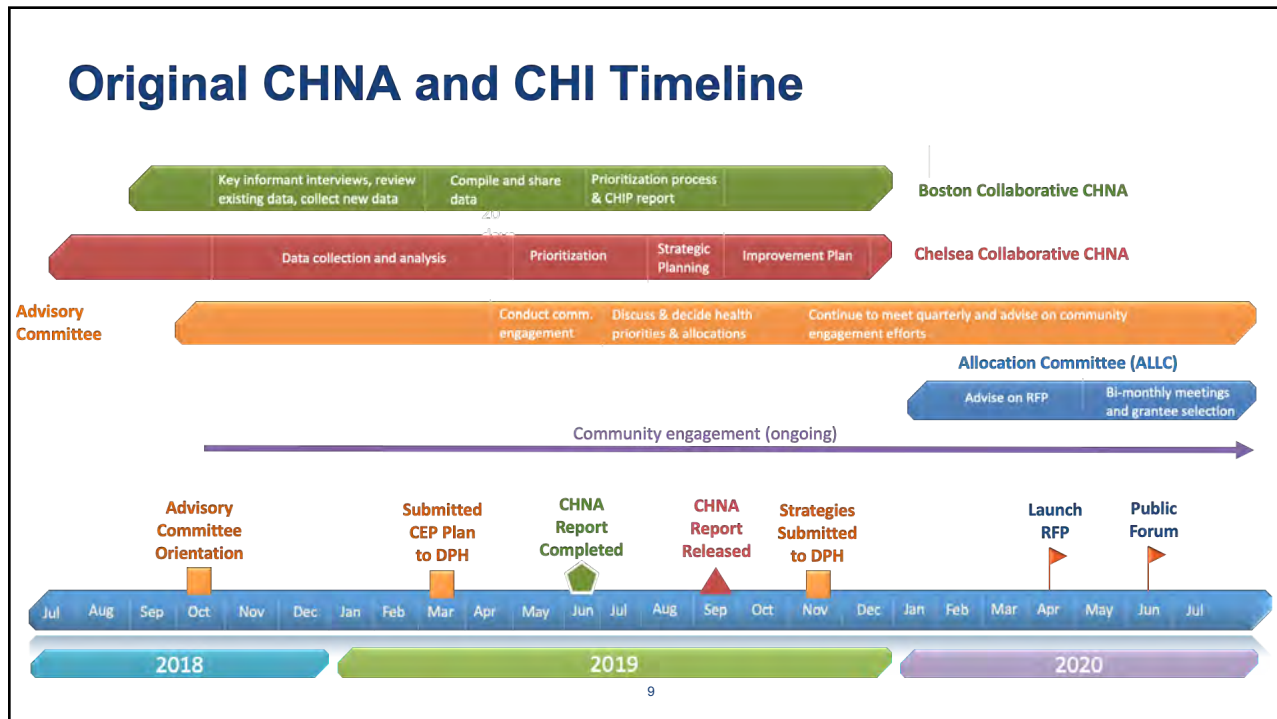 Original CHNA and CHI Timeline
Key informant interviews, review
existing data, collect new data
Compile and share
data
Prioritization process
& CHIP report
Boston Collaborative CHNA
20
Data collection and analysis
Prioritization
Strategic
Planning
Improvement Plan
Chelsea Collaborative CHNA
Advisory
Committee
Conduct comm.
engagement
Discuss & decide health
priorities & allocations
Continue to meet quarterly and advise on community
engagement efforts
Allocation Committee (ALLC)
Advise on RFP
Bi-monthly meetings
and grantee selection
Community engagement (ongoing)
Advisory
Committee
Orientation
Submitted
CEP Plan
to DPH
CHNA
Report
Completed
CHNA
Report
Released
Strategies
Submitted
to DPH
Launch
RFP
Public
Forum
Jul Aug Sep Oct Nov Dec Jan Feb Mar Apr May Jun Jul Aug Sep Oct Nov Dec Jan Feb Mar Apr May Jun Jul
2018 2019 2020
9